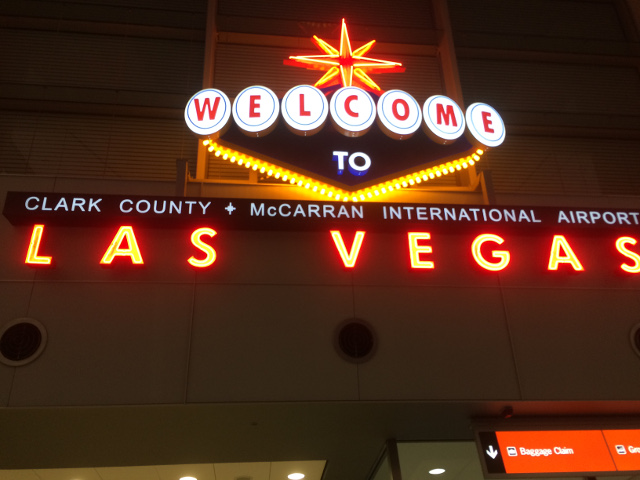 WELCOME
TO
CLARK COUNTY + McCARRAN INTERNATIONAL AIRPORT
LAS VEGAS
Baggage Claim